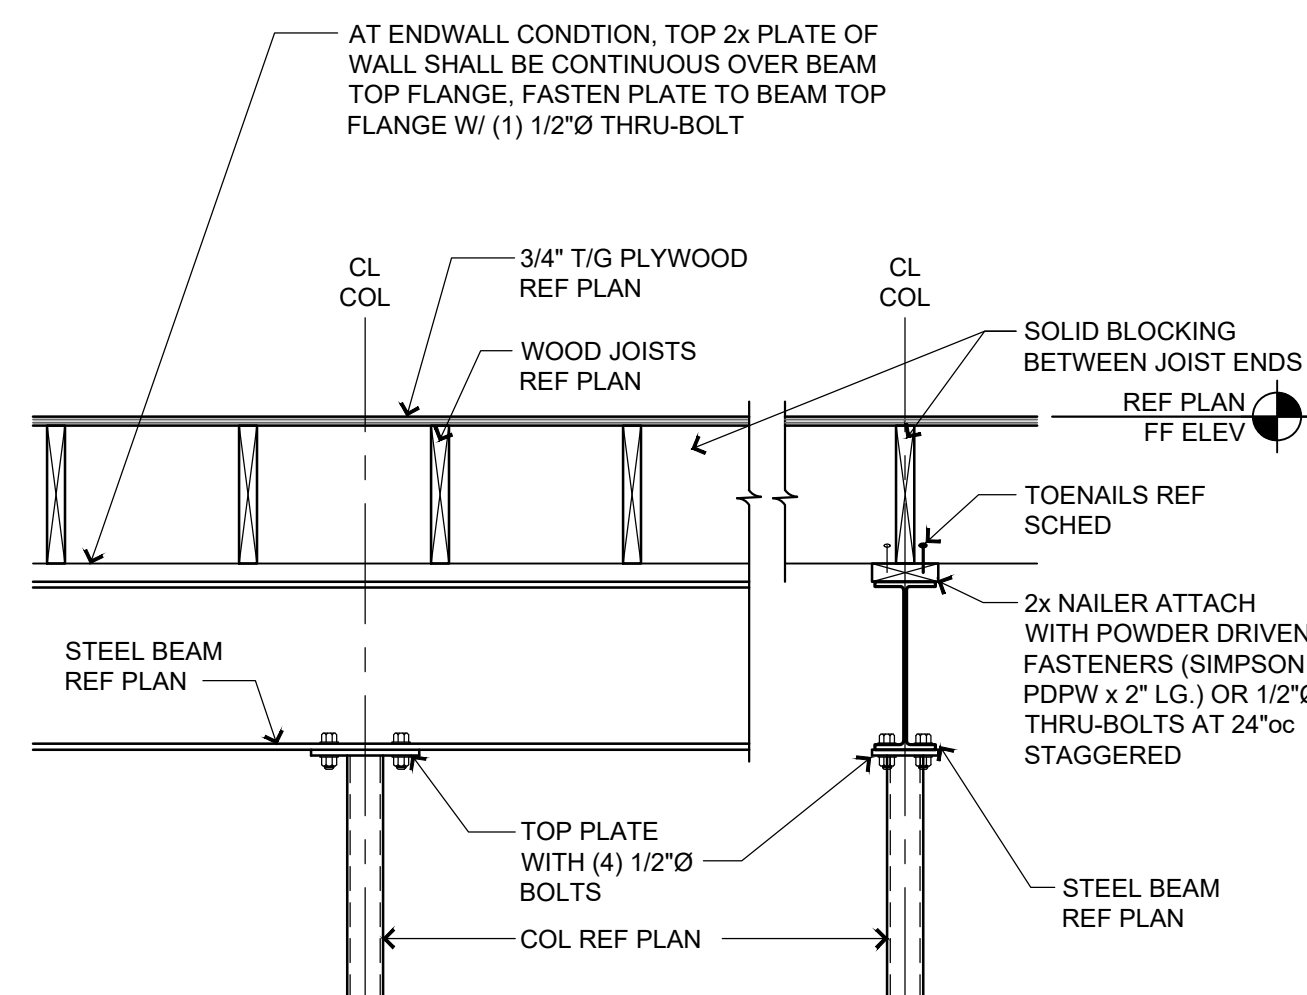 AT ENDWALL CONDTION, TOP 2x PLATE OF
WALL SHALL BE CONTINUOUS OVER BEAM
TOP FLANGE, FASTEN PLATE TO BEAM TOP
FLANGE W/ (1) 1/2"Ø THRU-BOLT
CL
COL
3/4" T/G PLYWOOD
REF PLAN
WOOD JOISTS
REF PLAN
CL
COL
SOLID BLOCKING
BETWEEN JOIST ENDS
REF PLAN
FF ELEV
TOENAILS REF
SCHED
2x NAILER ATTACH
WITH POWDER DRIVEN
FASTENERS (SIMPSON
PDPW x 2" LG.) OR 1/2"Ø
THRU-BOLTS AT 24"oc
STAGGERED
STEEL BEAM
REF PLAN
TOP PLATE
WITH (4) 1/2"Ø
BOLTS
STEEL BEAM
REF PLAN
COL REF PLAN